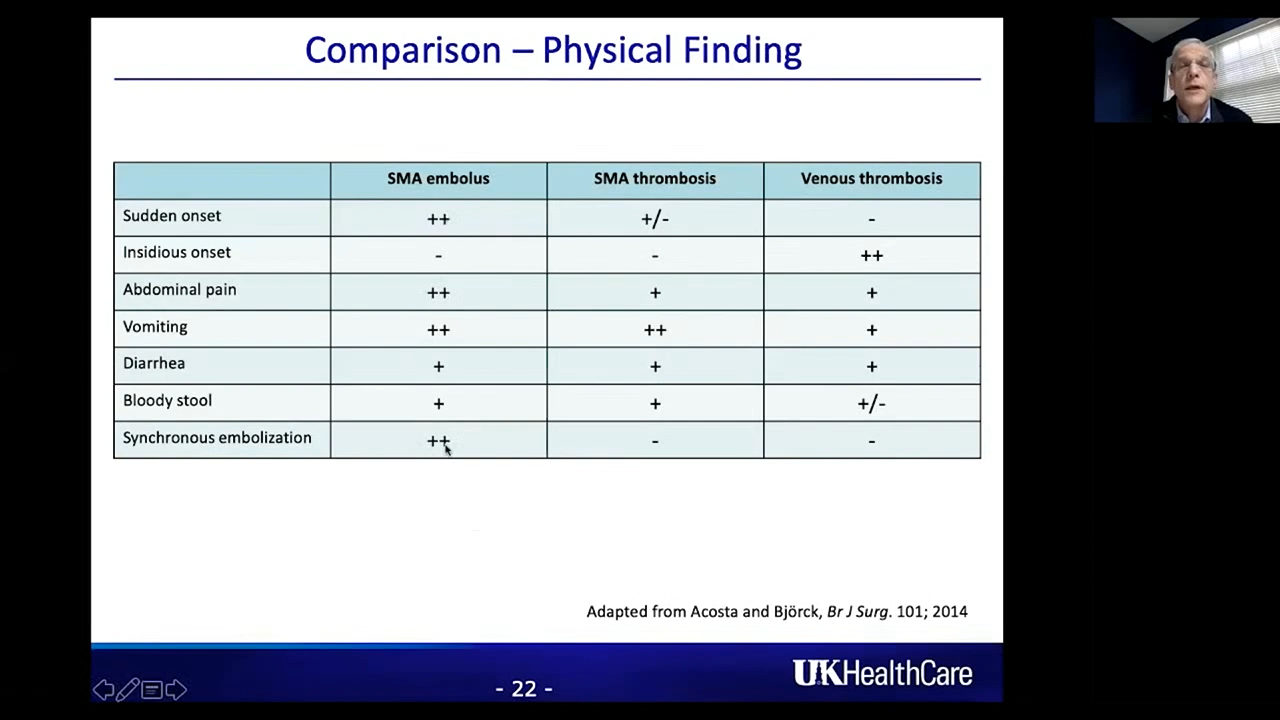 Comparison – Physical Finding
SMA embolus SMA thrombosis Venous thrombosis
Sudden onset ++ +/- -
Insidious onset - - ++
Abdominal pain ++ + +
Vomiting ++ ++ +
Diarrhea + + +
Bloody stool + + +/-
Synchronous embolization ++ - -
Adapted from Acosta and Björck, Br J Surg. 101; 2014
- 22 -
UKHealthCare